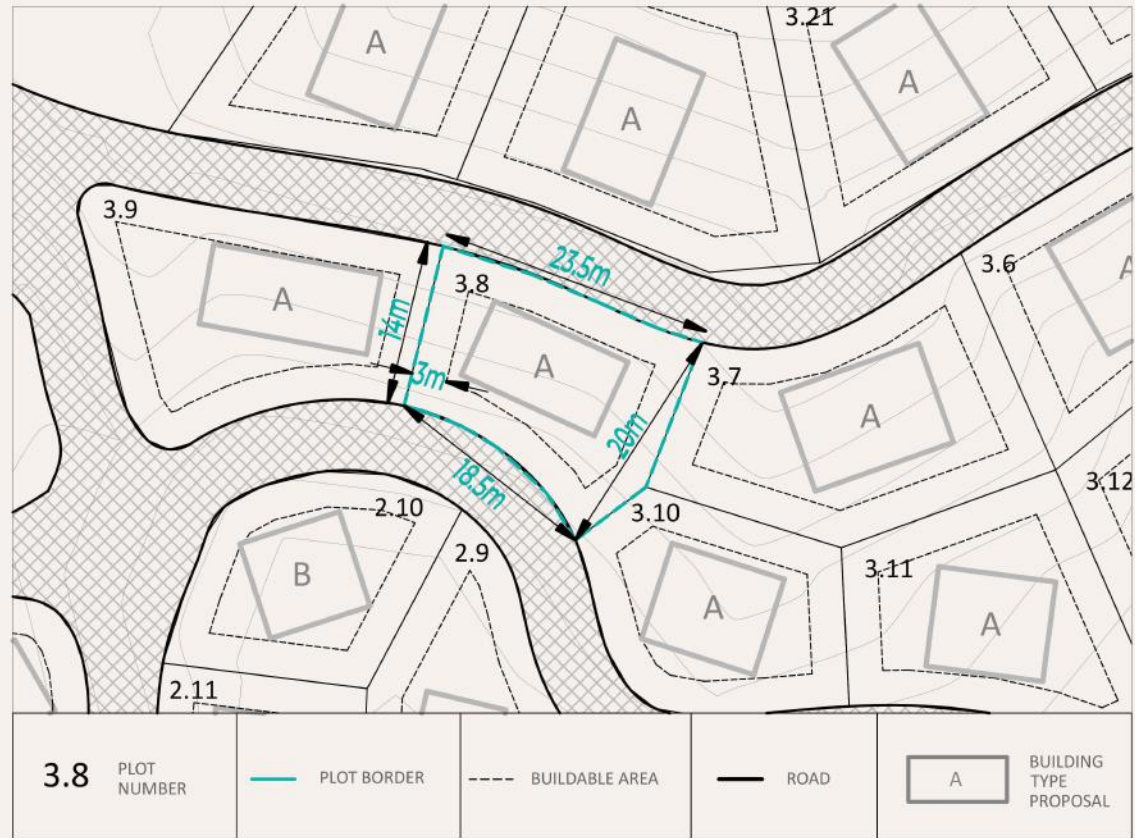 3.21
A
A
A
3.9
23.5m
3.8
3.6
A
A
14m
A
3m
3.7
A
20m
18.5m
3.12
2.10
3.10
2.9
B
3.11
A
A
2.11
3.8 PLOT NUMBER
PLOT BORDER
BUILDABLE AREA
ROAD
A
BUILDING TYPE PROPOSAL